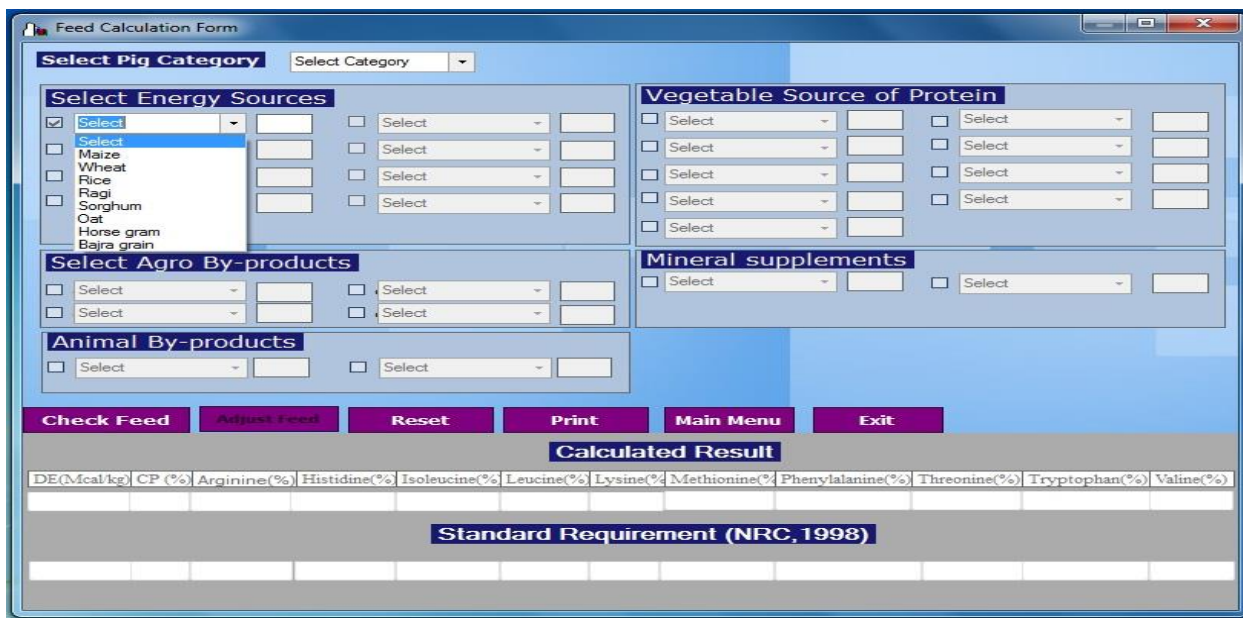 Feed Calculation Form
Select Pig Category Select Category
Select Energy Sources
Select Select
Select
Maize Select
Wheat
Rice Select
Ragi
Sorghum Select
Oat
Horse gram
Bajra grain
Vegetable Source of Protein
Select Select
Select Select
Select Select
Select Select
Select
Select Agro By-products
Select Select
Select Select
Mineral supplements
Select Select
Animal By-products
Select Select
Check Feed Adjust Feed Reset Print Main Menu Exit
Calculated Result
DE(Mcal/kg) CP (%) Arginine(%) Histidine(%) Isoleucine(% Leucine(%) Lysine(% Methionine(% Phenylalanine(%) Threonine(%) Tryptophan(%) Valine(%)
Standard Requirement (NRC,1998)